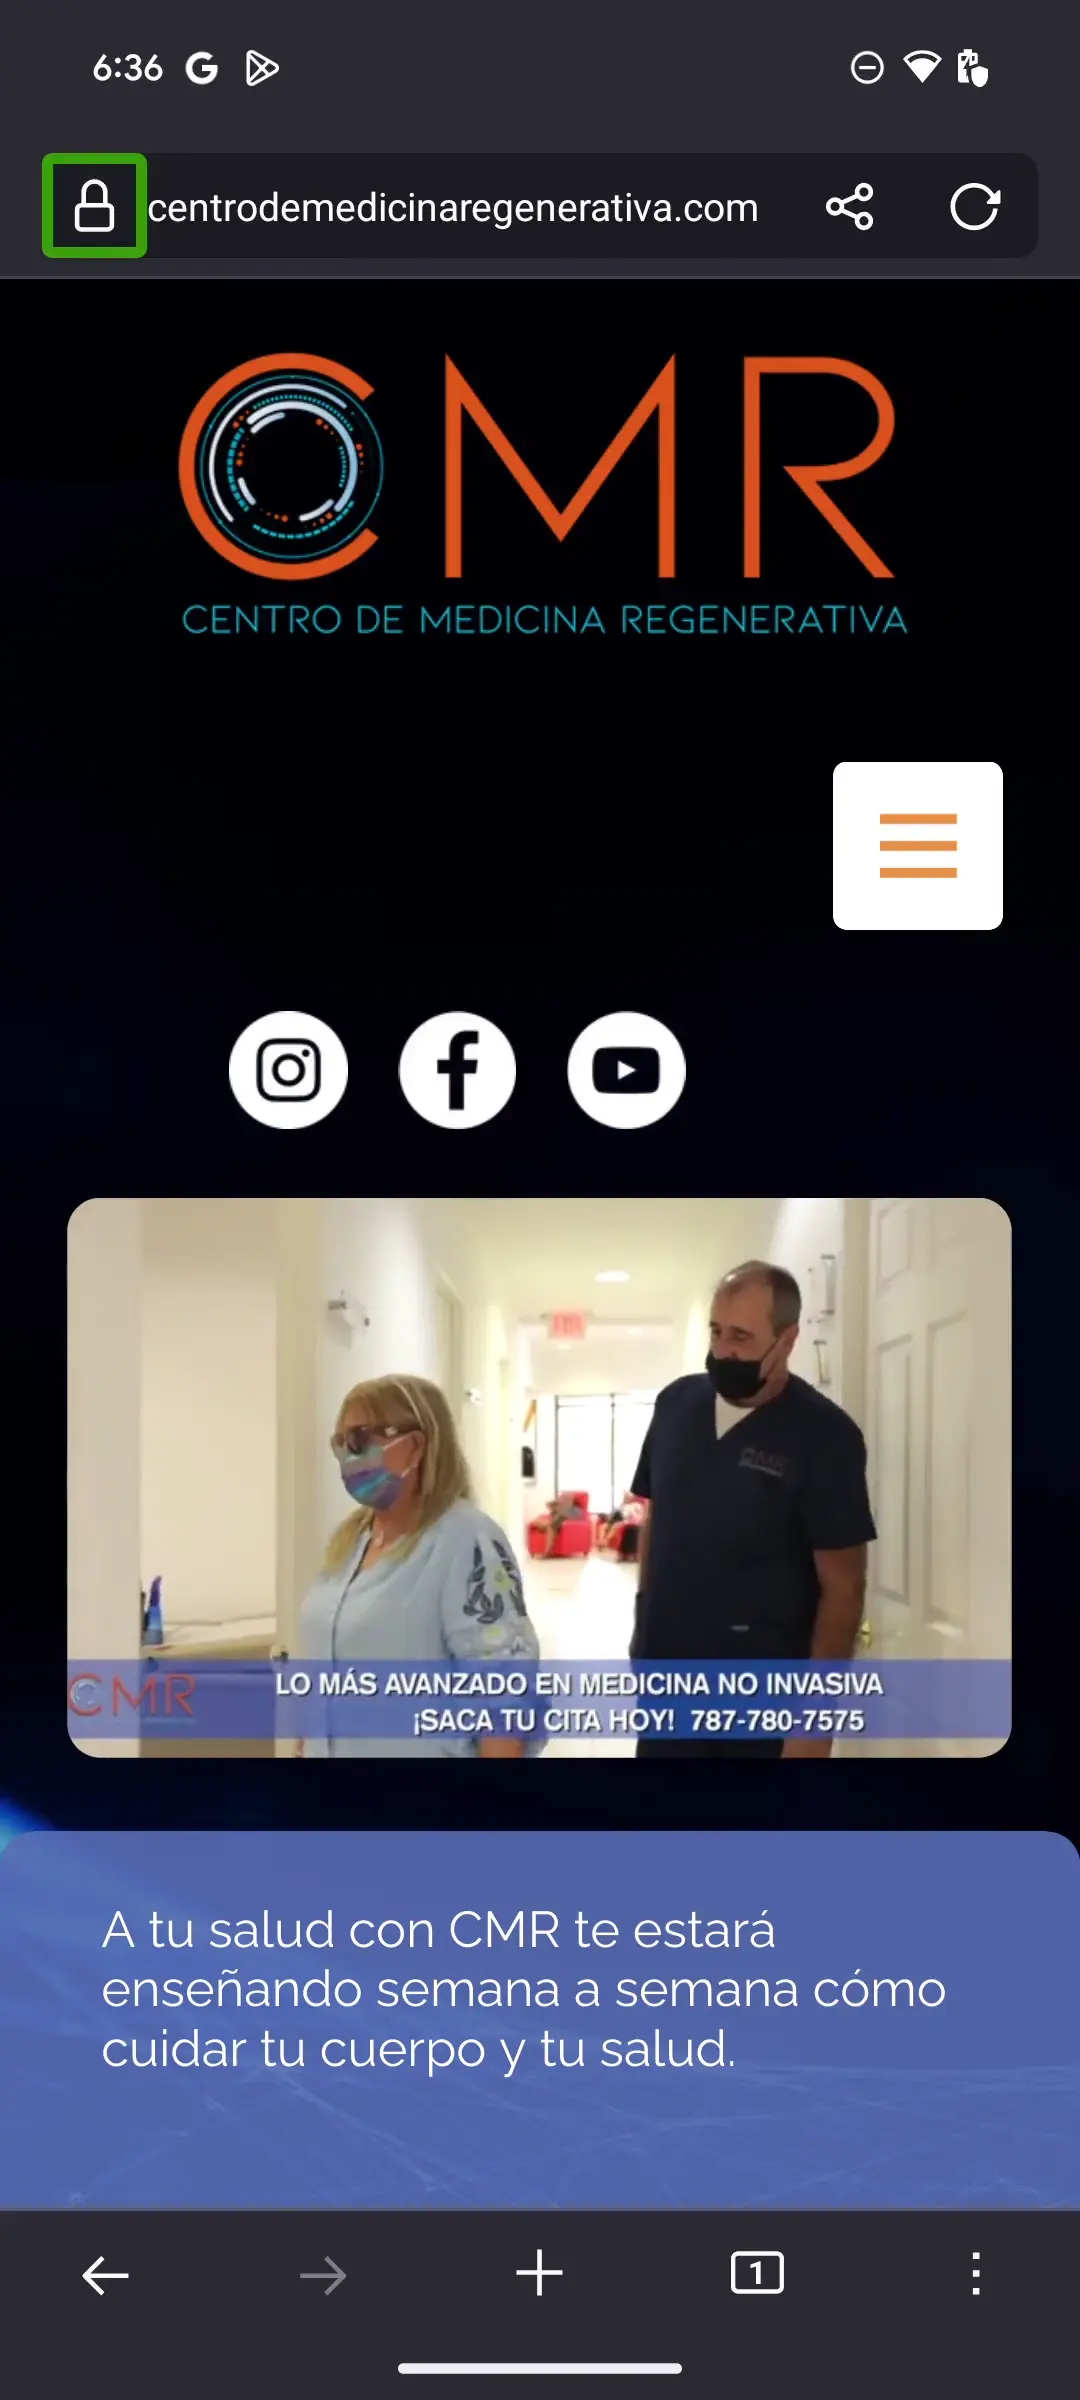 6:36
centrodemedicinaregenerativa.com
CMR
CENTRO DE MEDICINA REGENERATIVA
EXIT
CMR
CMR
LO MÁS AVANZADO EN MEDICINA NO INVASIVA
¡SACA TU CITA HOY! 787-780-7575
A tu salud con CMR te estará
enseñando semana a semana cómo
cuidar tu cuerpo y tu salud.
1